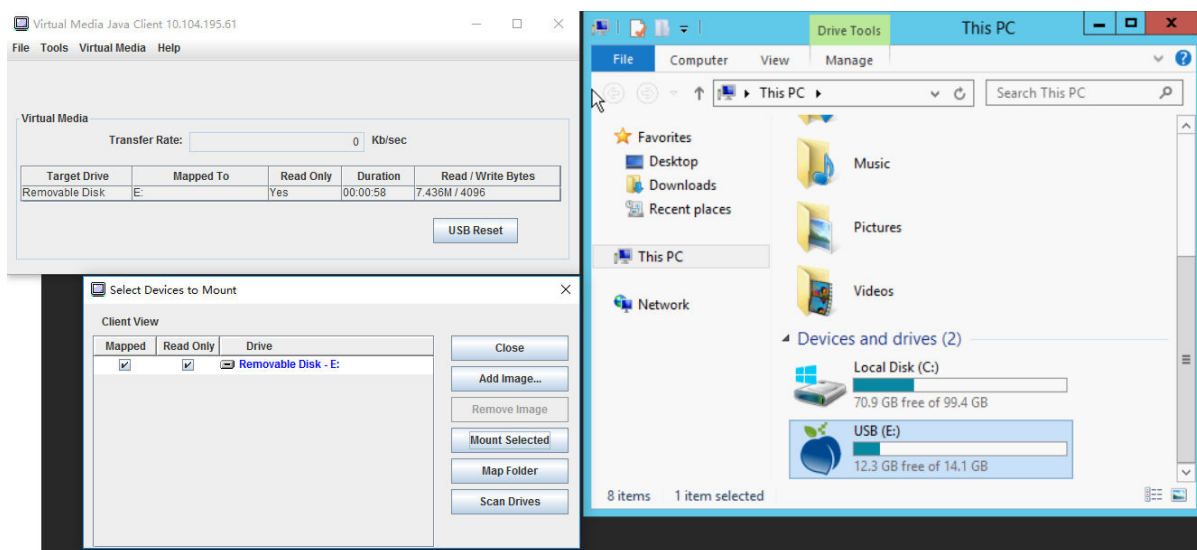 Virtual Media Java Client 10.104.195.61
File Tools Virtual Media Help
Virtual Media
Transfer Rate: 0 Kb/sec
Target Drive Mapped To Read Only Duration Read / Write Bytes
Removable Disk E: Yes 00:00:58 7.436M / 4096
USB Reset
Select Devices to Mount
Client View
Mapped Read Only Drive
Removable Disk - E:
Close
Add Image...
Remove Image
Mount Selected
Map Folder
Scan Drives
Drive Tools This PC
File Computer View Manage
This PC Search This PC
Favorites
Desktop
Downloads
Recent places
This PC
Network
Music
Pictures
Videos
Devices and drives (2)
Local Disk (C:)
70.9 GB free of 99.4 GB
USB (E:)
12.3 GB free of 14.1 GB
8 items 1 item selected